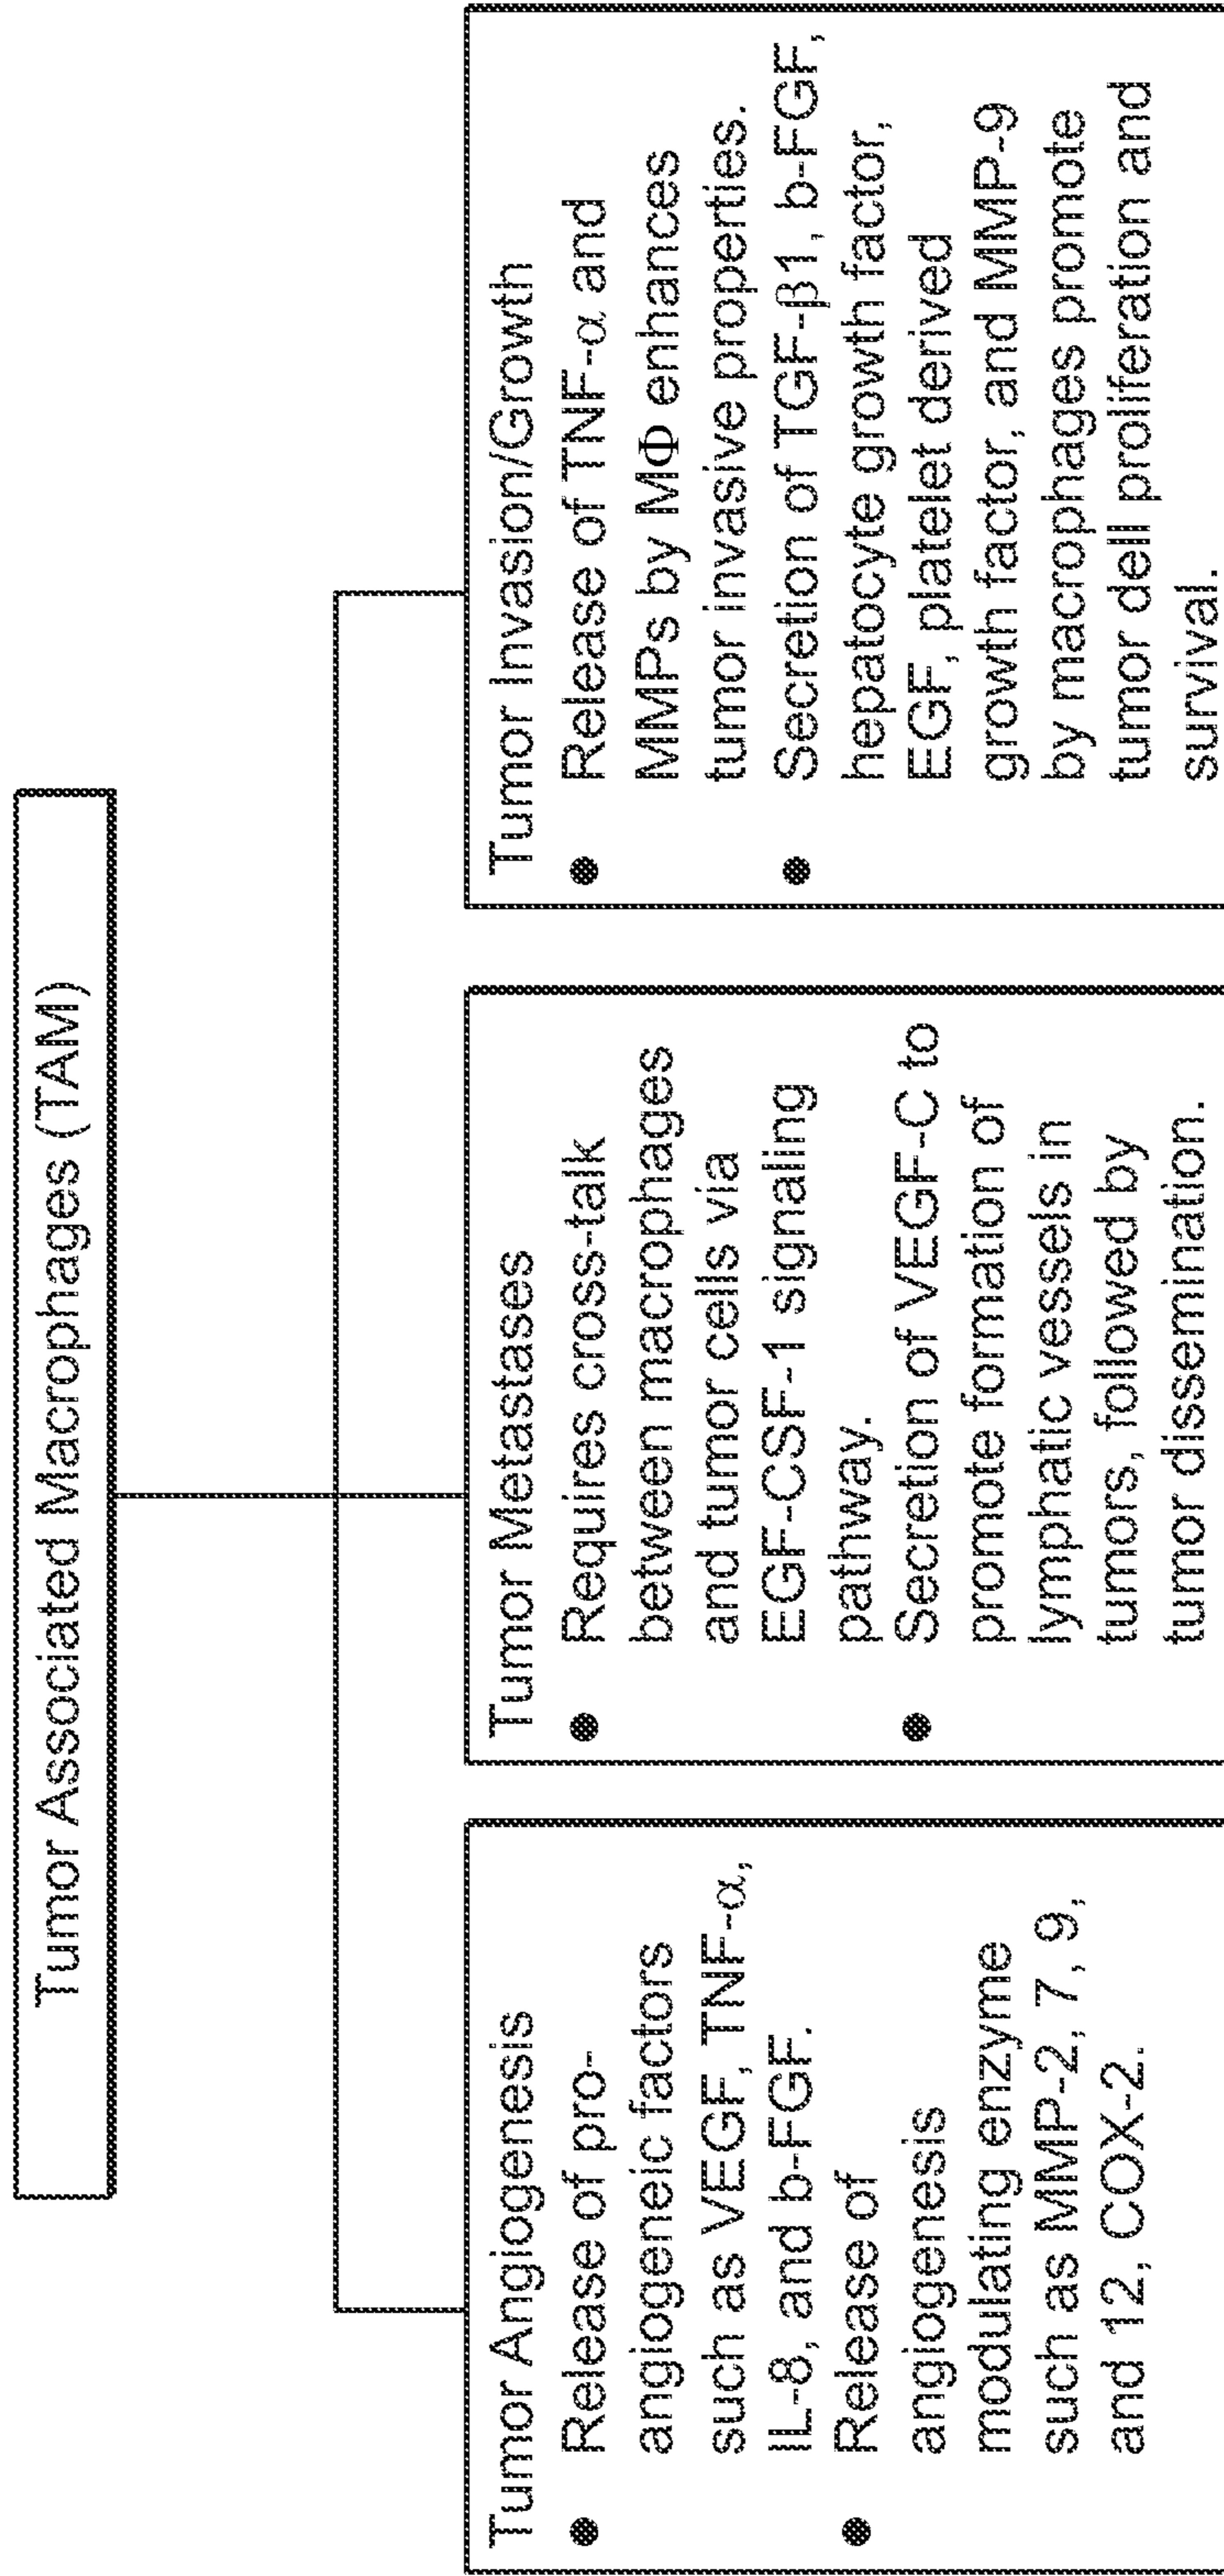 Tumor Associated Macrophages (TAM)
Tumor Angiogenesis
● Release of pro-
angiogeneic factors
such as VEGF, TNF-α,
IL-8, and b-FGF.
● Release of
angiogenesis
modulating enzyme
such as MMP-2, 7, 9,
and 12, COX-2.
Tumor Metastases
● Requires cross-talk
between macrophages
and tumor cells via
EGF-CSF-1 signaling
pathway.
● Secretion of VEGF-C to
promote formation of
lymphatic vessels in
tumors, followed by
tumor dissemination.
Tumor Invasion/Growth
● Release of TNF-α and
MMPs by MΦ enhances
tumor invasive properties.
● Secretion of TGF-β1, b-FGF,
hepatocyte growth factor,
EGF, platelet derived
growth factor, and MMP-9
by macrophages promote
tumor dell proliferation and
survival.